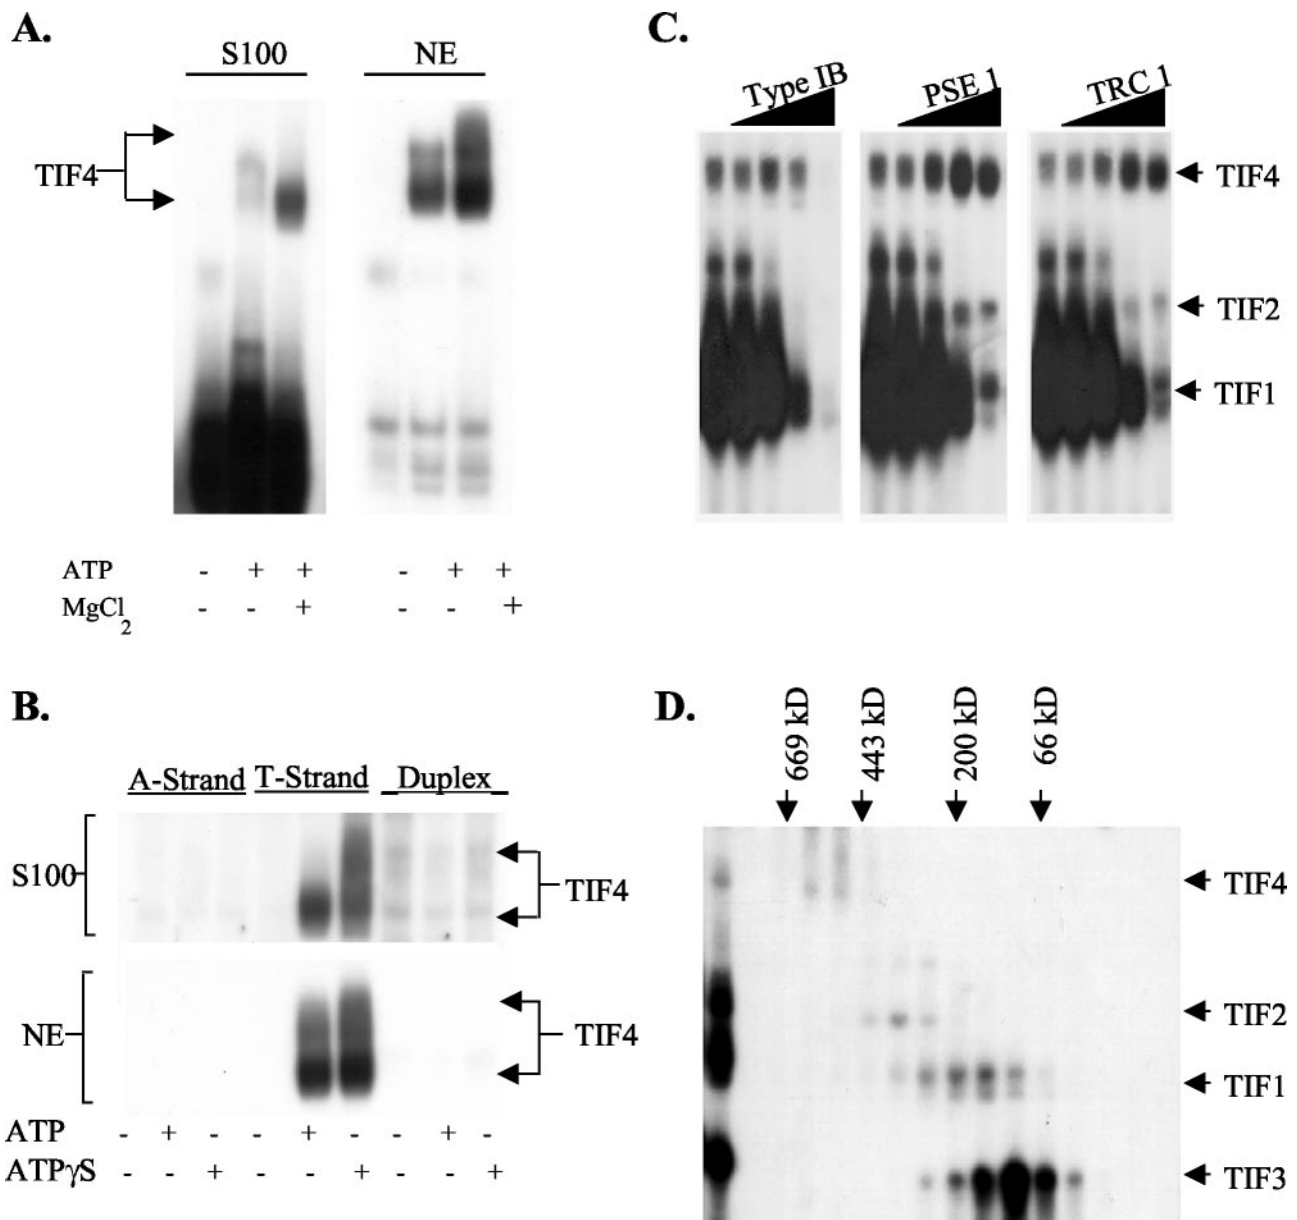 A.
S100 NE
TIF4
ATP - + + - + +
MgCl2 - - + - - +
B.
A-Strand T-Strand Duplex
S100 TIF4
NE TIF4
ATP - + - - + - - + -
ATPγS - - + - - + - - +
C.
Type IB PSE 1 TRC 1
TIF4
TIF2
TIF1
D.
669 kD 443 kD 200 kD 66 kD
TIF4
TIF2
TIF1
TIF3